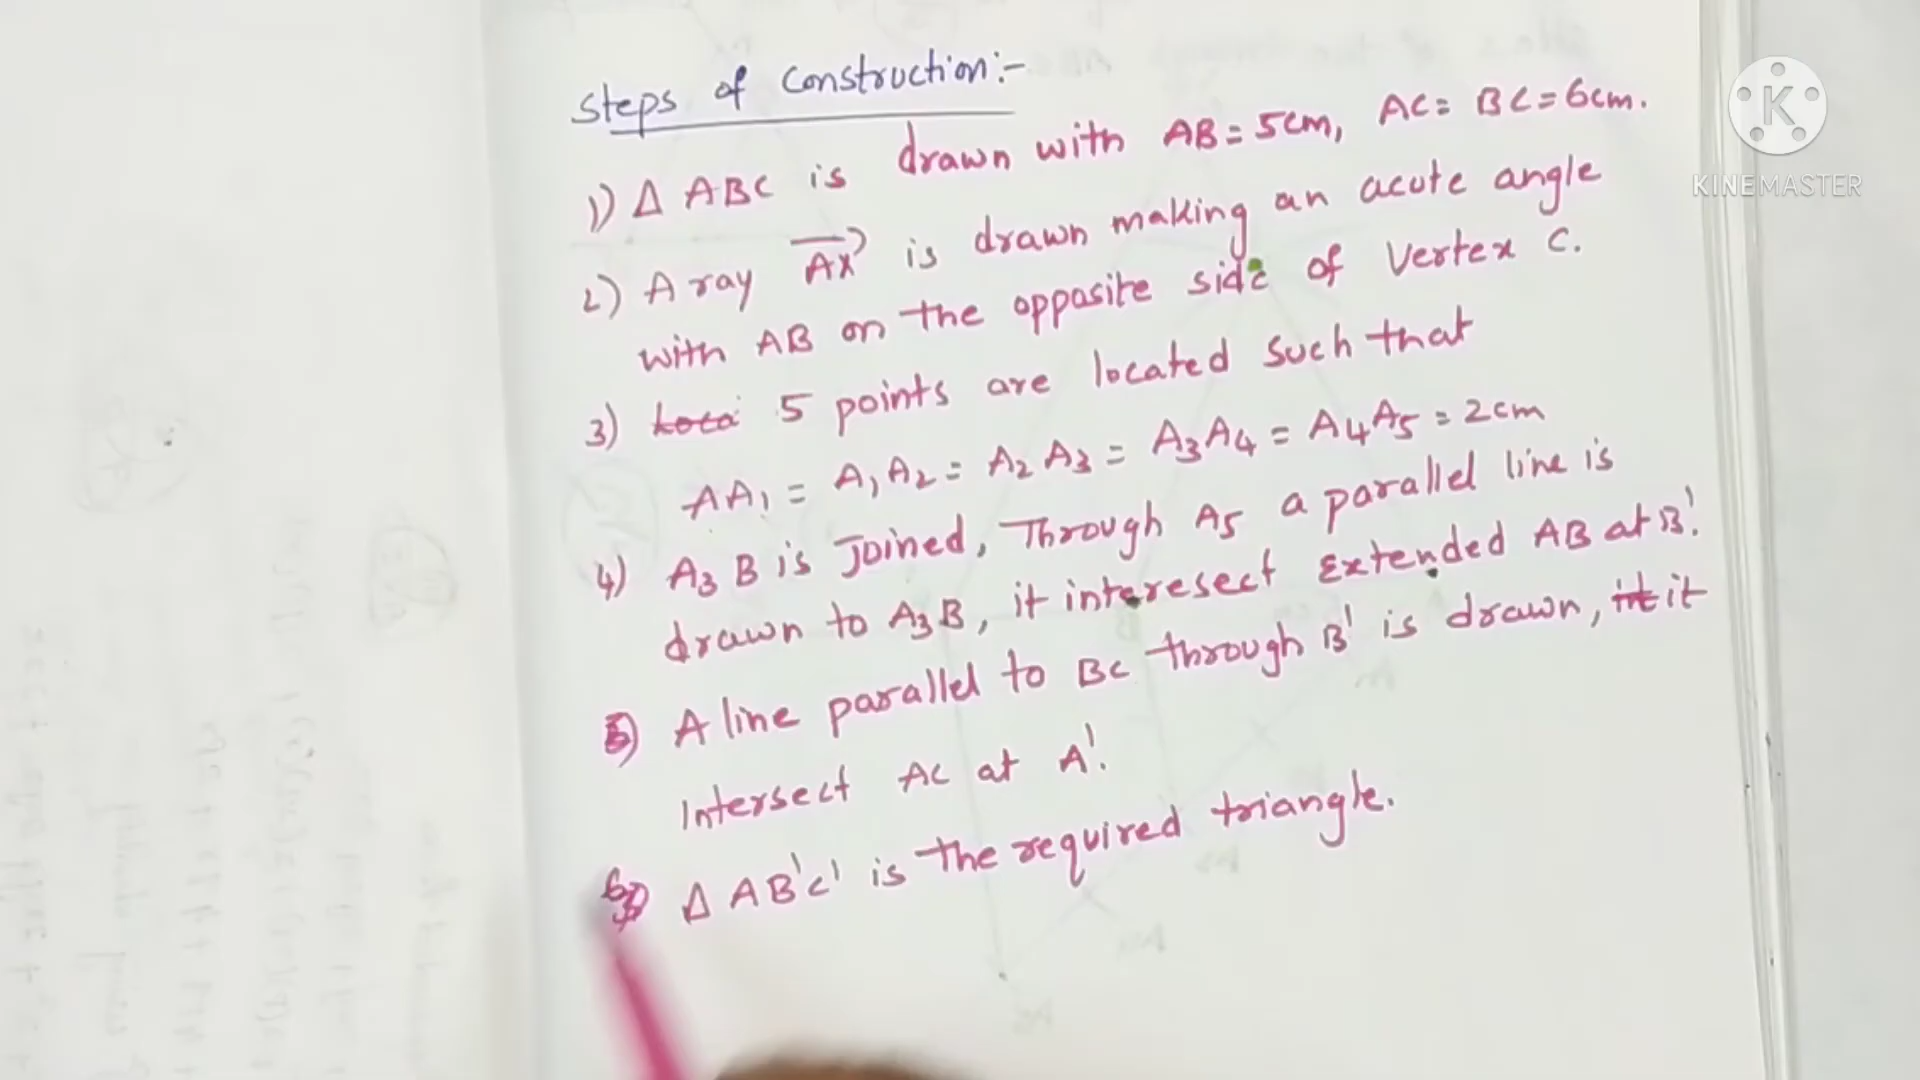 Steps of Construction:-
1) Δ ABC is drawn with AB = 5cm, AC = BC = 6cm.
2) A ray AX is drawn making an acute angle
with AB on the opposite side of Vertex C.
3) Loca 5 points are located such that
AA1 = A1A2 = A2A3 = A3A4 = A4A5 = 2cm
4) A3B is Joined, Through A5 a parallel line is
drawn to A3B, it interesect Extended AB at B'.
5) A line parallel to BC through B' is drawn, it it
Intersect AC at A'.
6) Δ AB'C' is the required triangle.
K
KINEMASTER